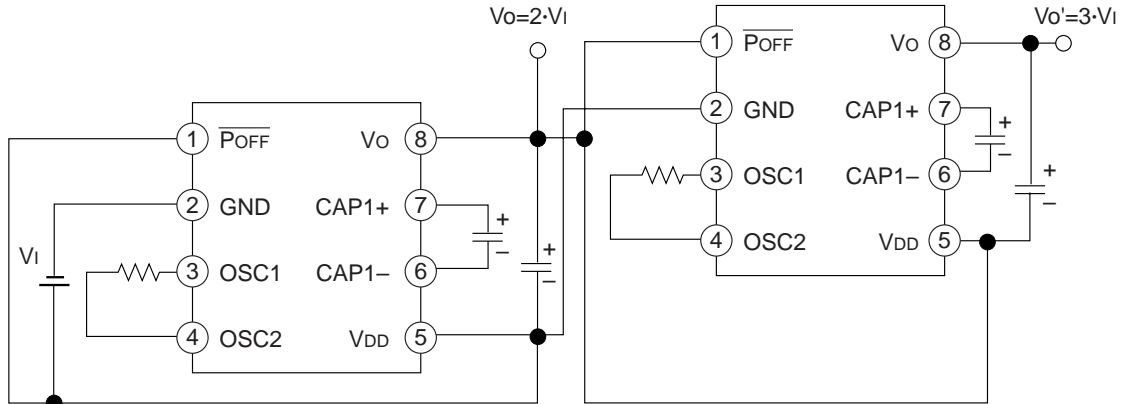 Vo=2·VI
Vo'=3·VI
1 POFF
VO 8
2 GND
CAP1+ 7
3 OSC1
CAP1– 6
4 OSC2
VDD 5
+
–
+
–
VI
1 POFF
VO 8
2 GND
CAP1+ 7
3 OSC1
CAP1– 6
4 OSC2
VDD 5
+
–
+
–